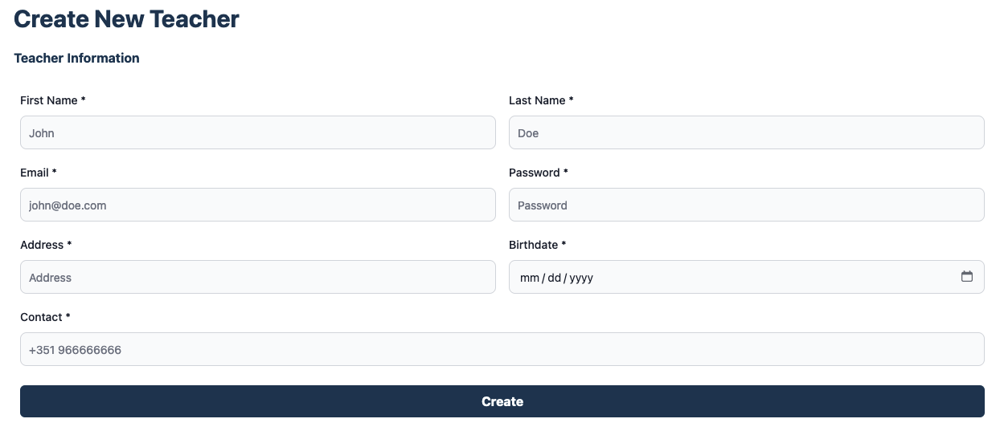 Create New Teacher
Teacher Information
First Name *
Last Name *
John
Doe
Email *
Password *
john@doe.com
Password
Address *
Birthdate *
Address
mm/dd/yyyy
Contact *
+351 966666666
Create